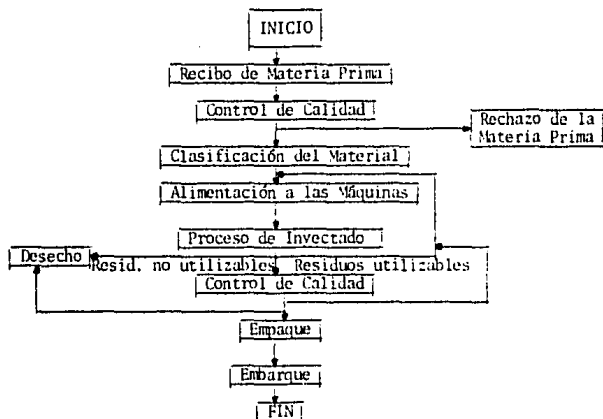 INICIO
Recibo de Materia Prima
Control de Calidad
Rechazo de la
Materia Prima
Clasificación del Material
Alimentación a las Máquinas
Proceso de Inyectado
Desecho
Resid. no utilizables Residuos utilizables
Control de Calidad
Empaque
Embarque
FIN